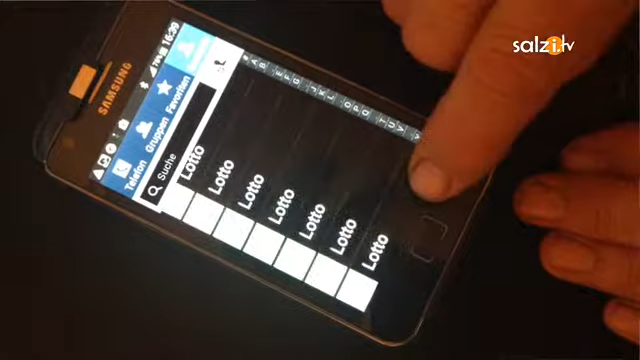 salzi.tv
SAMSUNG
16:39
Telefon
Gruppen
Favoriten
Suche
Lotto
Lotto
Lotto
Lotto
Lotto
Lotto
Lotto
#
A
B
E
F
G
J
K
L
O
P
Q
T
U
V